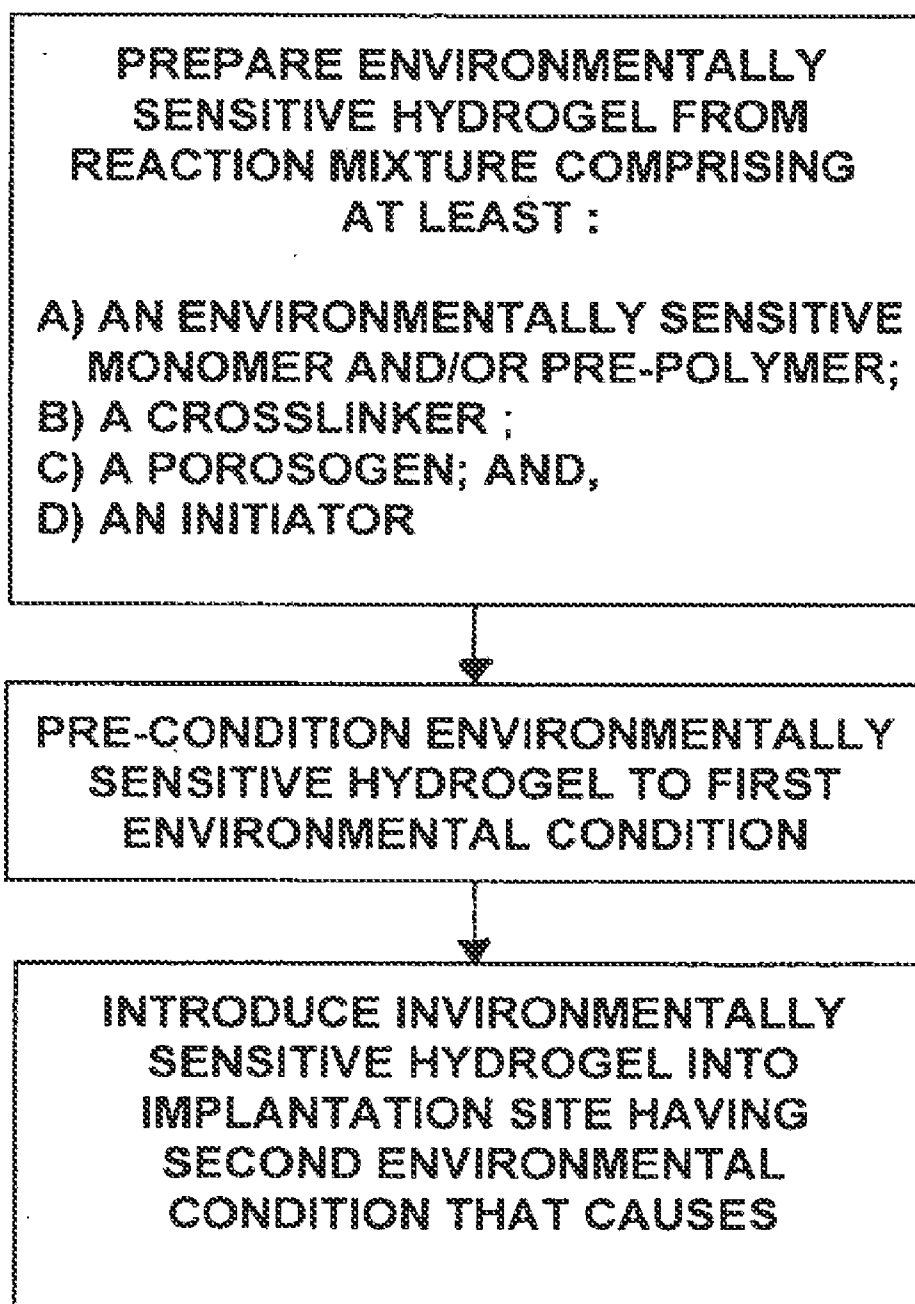 PREPARE ENVIRONMENTALLY
SENSITIVE HYDROGEL FROM
REACTION MIXTURE COMPRISING
AT LEAST :
A) AN ENVIRONMENTALLY SENSITIVE
MONOMER AND/OR PRE-POLYMER;
B) A CROSSLINKER ;
C) A POROSOGEN; AND,
D) AN INITIATOR
PRE-CONDITION ENVIRONMENTALLY
SENSITIVE HYDROGEL TO FIRST
ENVIRONMENTAL CONDITION
INTRODUCE INVIRONMENTALLY
SENSITIVE HYDROGEL INTO
IMPLANTATION SITE HAVING
SECOND ENVIRONMENTAL
CONDITION THAT CAUSES